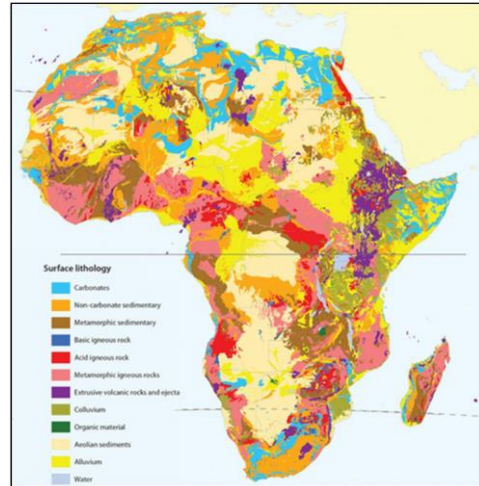 Surface lithology
Carbonates
Non-carbonate sedimentary
Metamorphic sedimentary
Basic igneous rock
Acid igneous rock
Metamorphic igneous rocks
Extrusive volcanic rocks and ejecta
Colluvium
Organic material
Aeolian sediments
Alluvium
Water